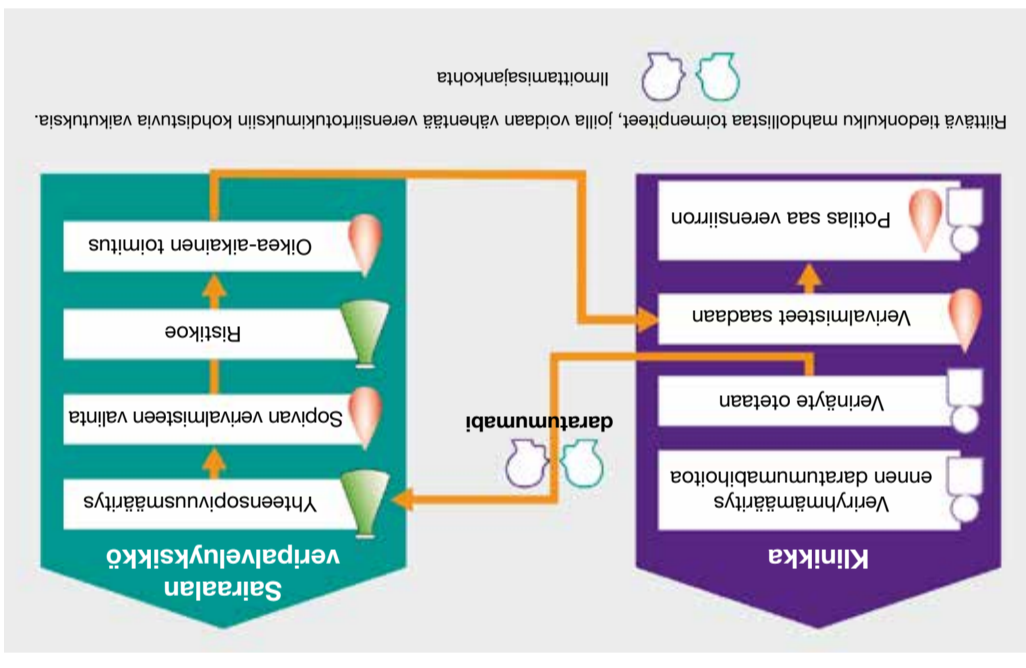 Klinikka
Veriryhmämääritys
ennen daratumumabihoitoa
Verinäyte otetaan
Verivalmisteet saadaan
Potilas saa verensiirron
daratumumabi
Sairaalan
veripalveluyksikkö
Yhteensopivuusmääritys
Sopivan verivalmisteen valinta
Ristikoe
Oikea-aikainen toimitus
Riittävä tiedonkulku mahdollistaa toimenpiteet, joilla voidaan vähentää verensiirtotutkimuksiin kohdistuvia vaikutuksia.
Ilmoittamisajankohta